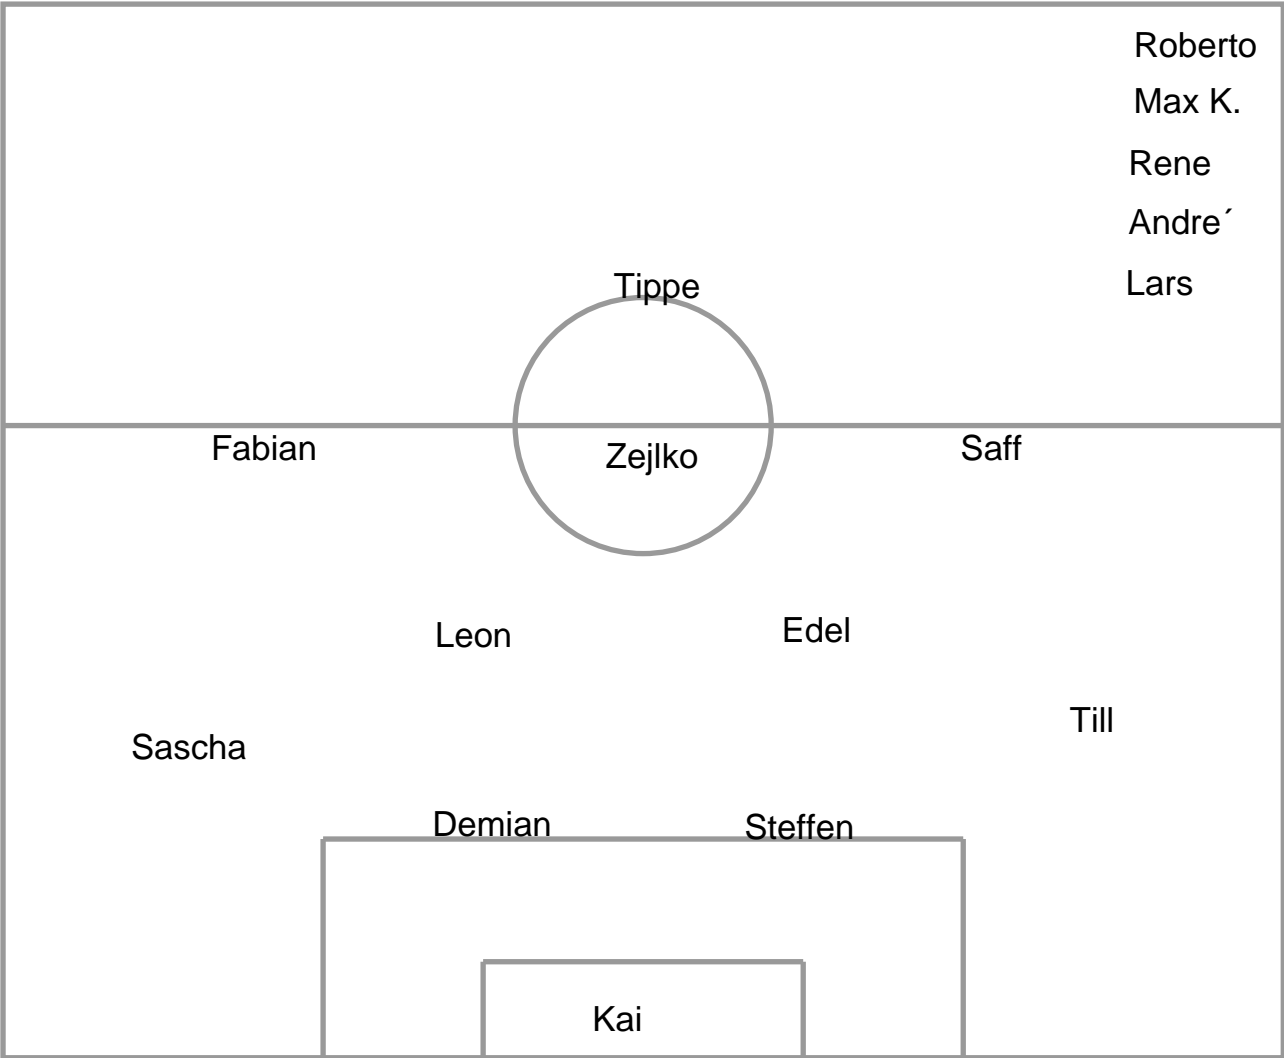 Roberto
Max K.
Rene
Andre´
Lars
Tippe
Fabian Zejlko Saff
Leon Edel
Till
Sascha
Demian Steffen
Kai